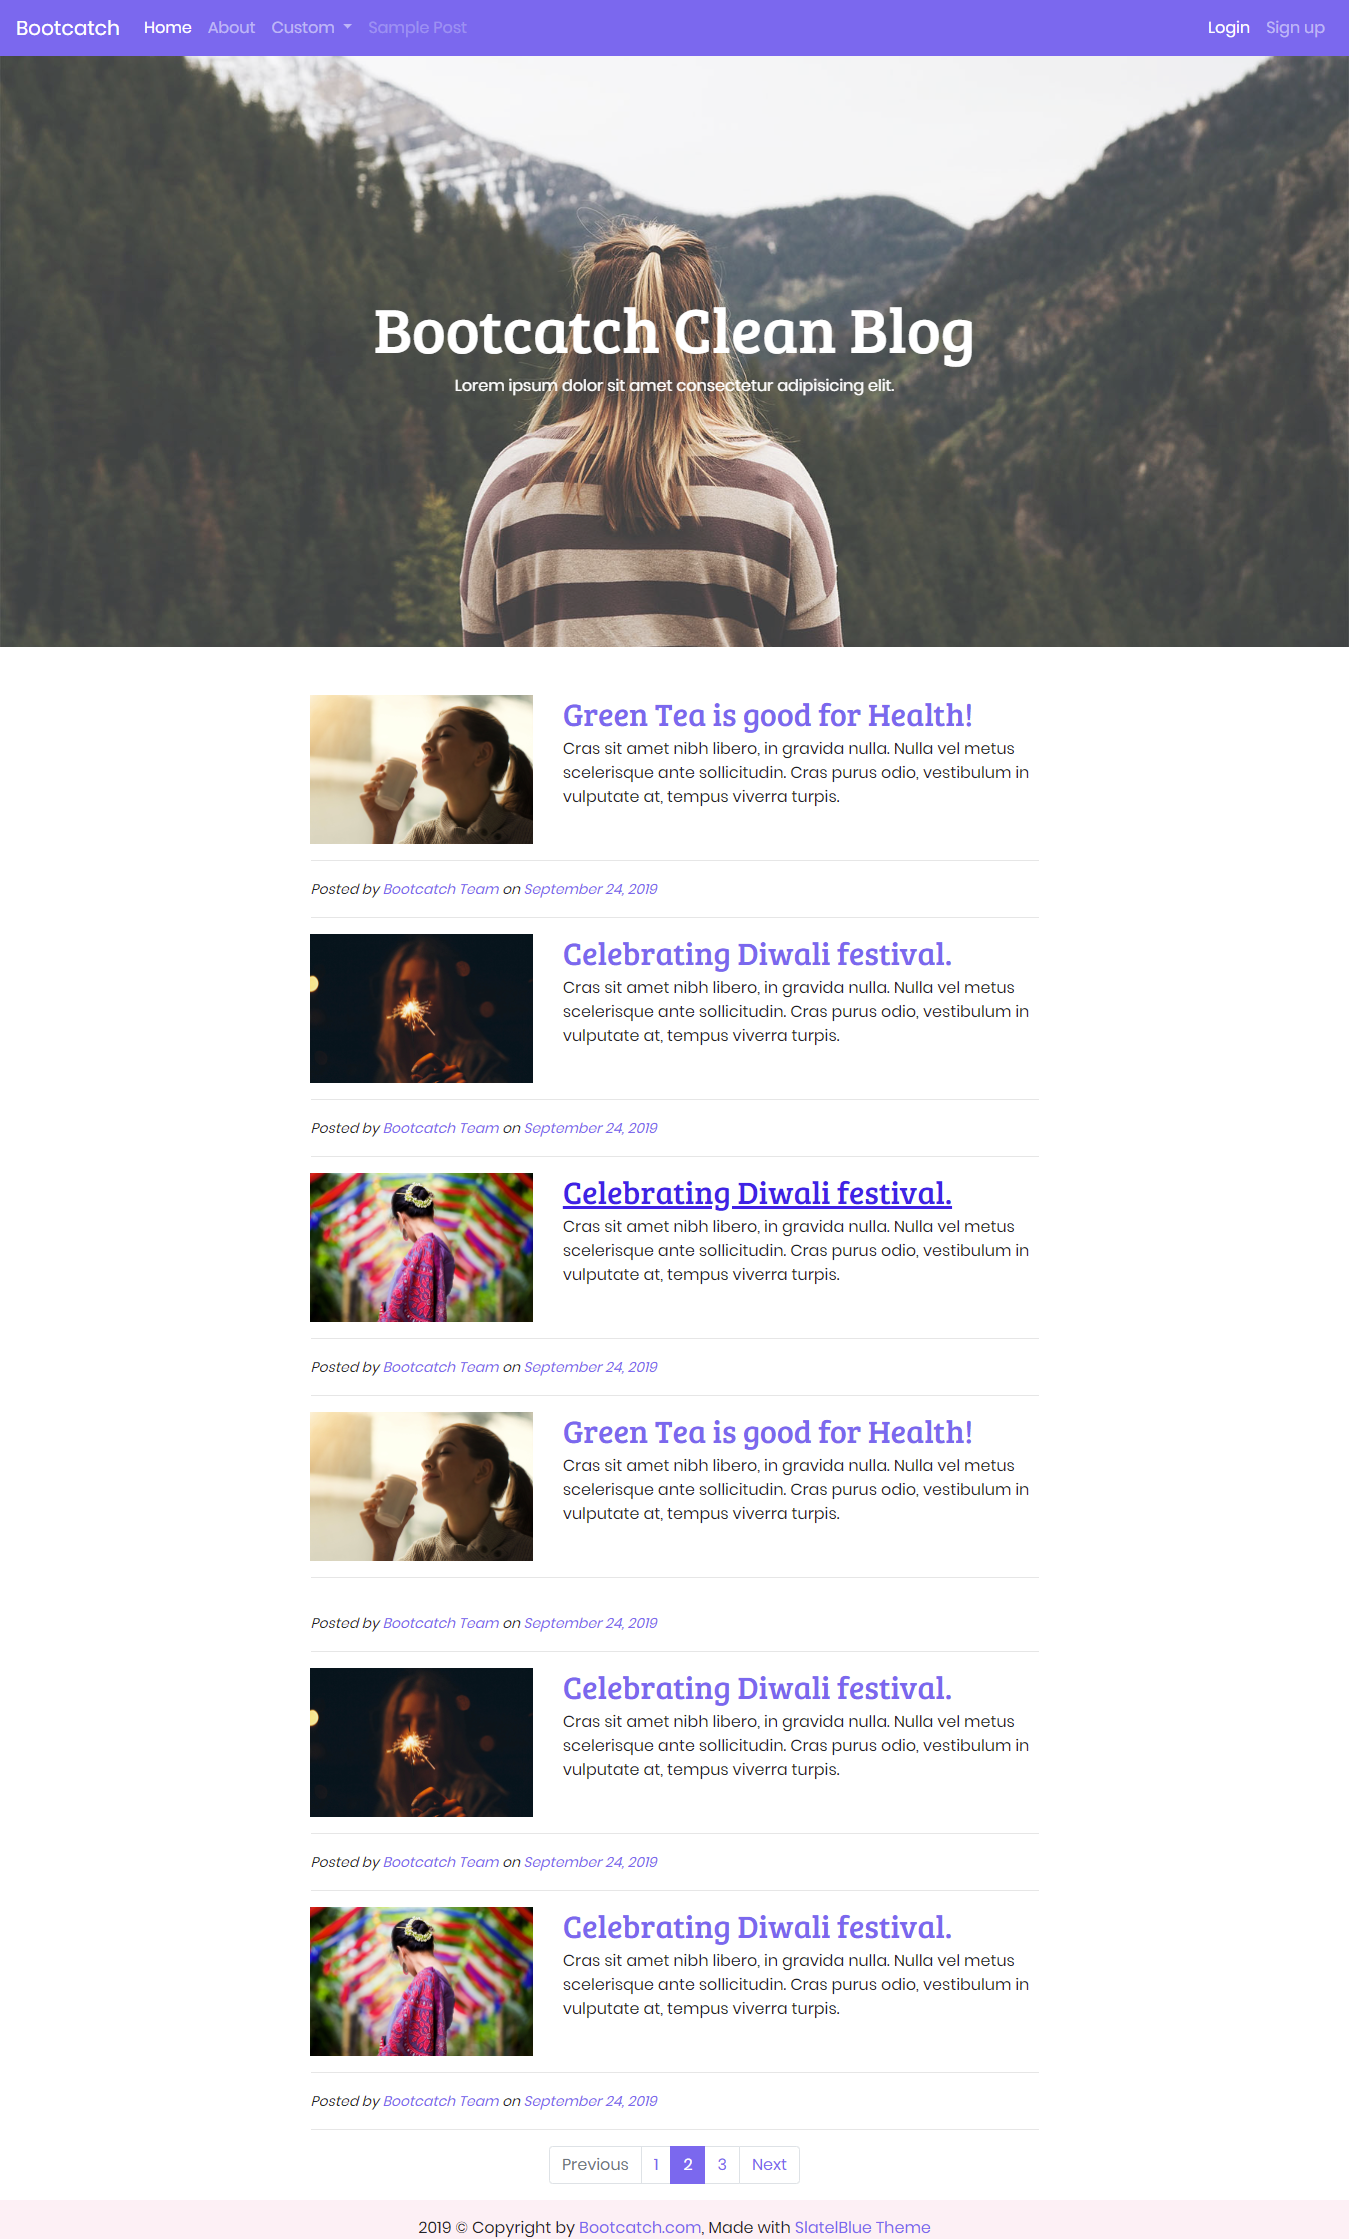 Bootcatch Home About Custom Sample Post Login Sign up
Bootcatch Clean Blog
Lorem ipsum dolor sit amet consectetur adipisicing elit.
Green Tea is good for Health!
Cras sit amet nibh libero, in gravida nulla. Nulla vel metus
scelerisque ante sollicitudin. Cras purus odio, vestibulum in
vulputate at, tempus viverra turpis.
Posted by Bootcatch Team on September 24, 2019
Celebrating Diwali festival.
Cras sit amet nibh libero, in gravida nulla. Nulla vel metus
scelerisque ante sollicitudin. Cras purus odio, vestibulum in
vulputate at, tempus viverra turpis.
Posted by Bootcatch Team on September 24, 2019
Celebrating Diwali festival.
Cras sit amet nibh libero, in gravida nulla. Nulla vel metus
scelerisque ante sollicitudin. Cras purus odio, vestibulum in
vulputate at, tempus viverra turpis.
Posted by Bootcatch Team on September 24, 2019
Green Tea is good for Health!
Cras sit amet nibh libero, in gravida nulla. Nulla vel metus
scelerisque ante sollicitudin. Cras purus odio, vestibulum in
vulputate at, tempus viverra turpis.
Posted by Bootcatch Team on September 24, 2019
Celebrating Diwali festival.
Cras sit amet nibh libero, in gravida nulla. Nulla vel metus
scelerisque ante sollicitudin. Cras purus odio, vestibulum in
vulputate at, tempus viverra turpis.
Posted by Bootcatch Team on September 24, 2019
Celebrating Diwali festival.
Cras sit amet nibh libero, in gravida nulla. Nulla vel metus
scelerisque ante sollicitudin. Cras purus odio, vestibulum in
vulputate at, tempus viverra turpis.
Posted by Bootcatch Team on September 24, 2019
Previous 1 2 3 Next
2019 © Copyright by Bootcatch.com, Made with SlatelBlue Theme